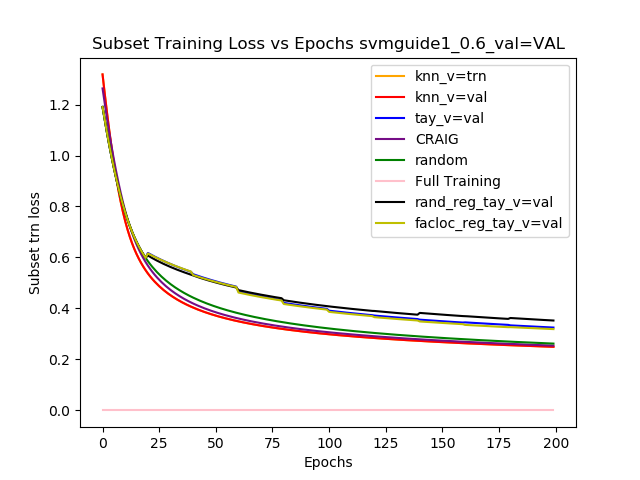 Subset Training Loss vs Epochs svmguide1_0.6_val=VAL
knn_v=trn
knn_v=val
tay_v=val
CRAIG
random
Full Training
rand_reg_tay_v=val
facloc_reg_tay_v=val
Subset trn loss
1.2
1.0
0.8
0.6
0.4
0.2
0.0
0 25 50 75 100 125 150 175 200
Epochs